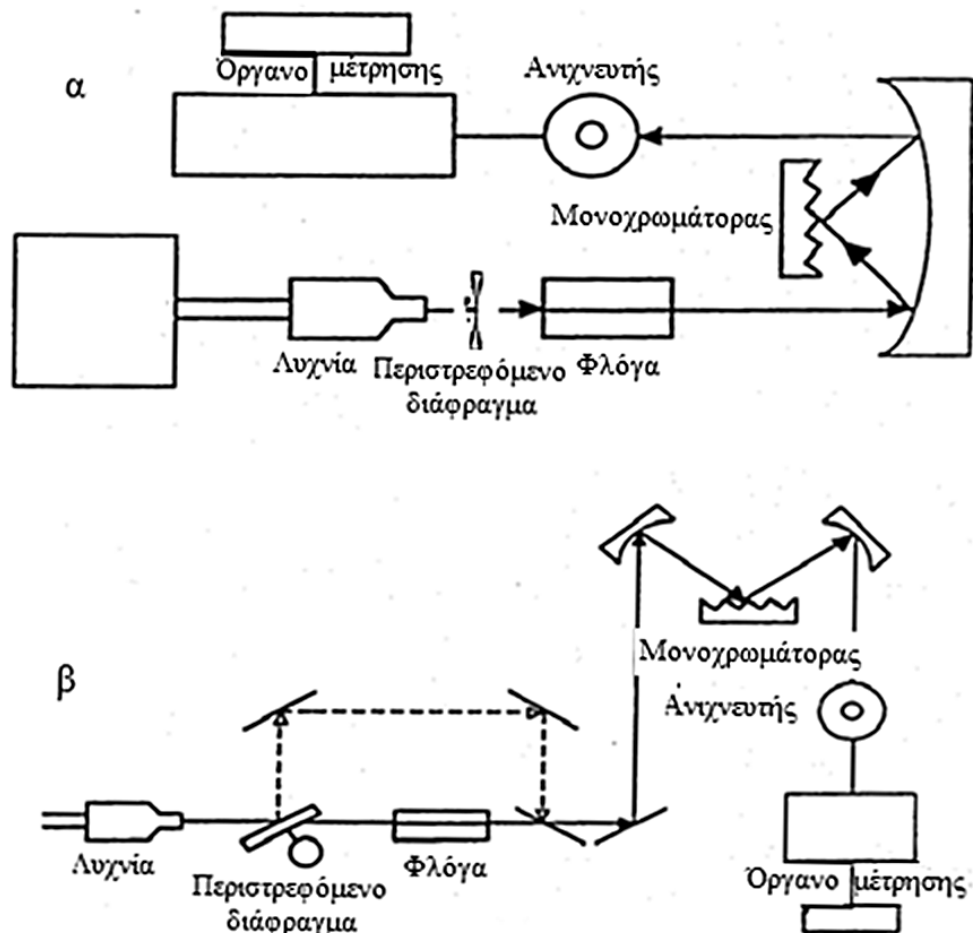 α
Όργανο μέτρησης
Ανιχνευτής
Μονοχρωμάτορας
Λυχνία
Περιστρεφόμενο
διάφραγμα
Φλόγα
β
Μονοχρωμάτορας
Ανιχνευτής
Λυχνία
Περιστρεφόμενο
διάφραγμα
Φλόγα
Όργανο μέτρησης